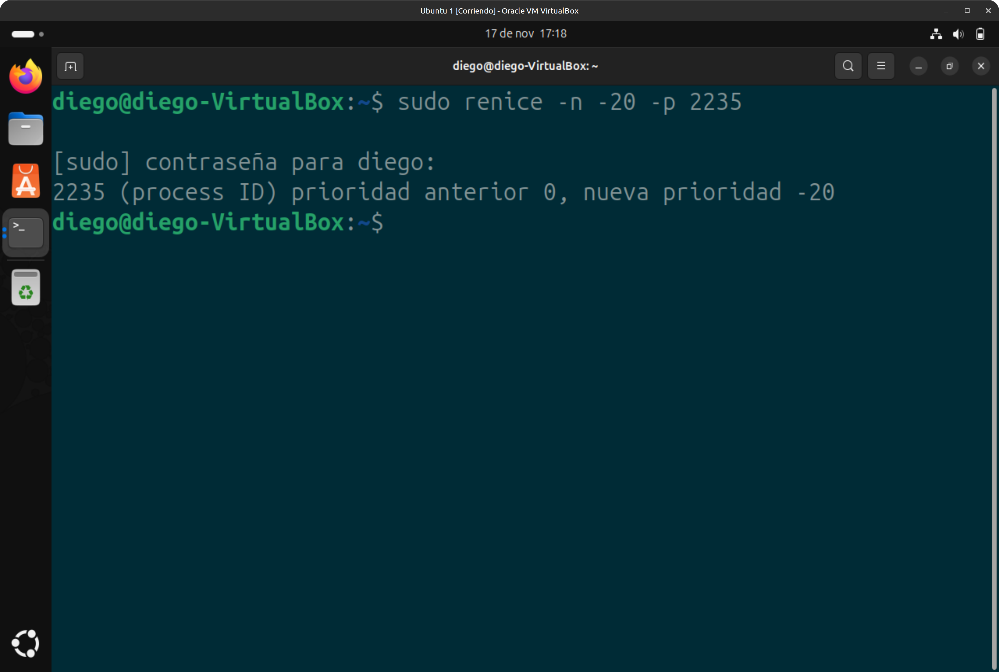 Ubuntu 1 [Corriendo] - Oracle VM VirtualBox
17 de nov 17:18
diego@diego-VirtualBox: ~
diego@diego-VirtualBox:~$ sudo renice -n -20 -p 2235
[sudo] contraseña para diego:
2235 (process ID) prioridad anterior 0, nueva prioridad -20
diego@diego-VirtualBox:~$